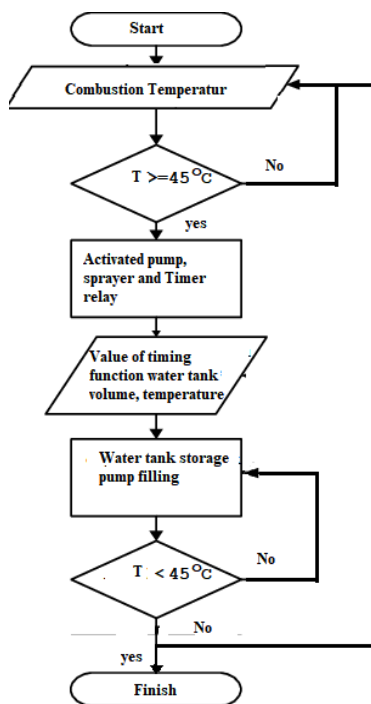 Start
Combustion Temperatur
T >=45°C
No
yes
Activated pump,
sprayer and Timer
relay
Value of timing
function water tank
volume, temperature
Water tank storage
pump filling
T < 45°C
No
No
yes
Finish